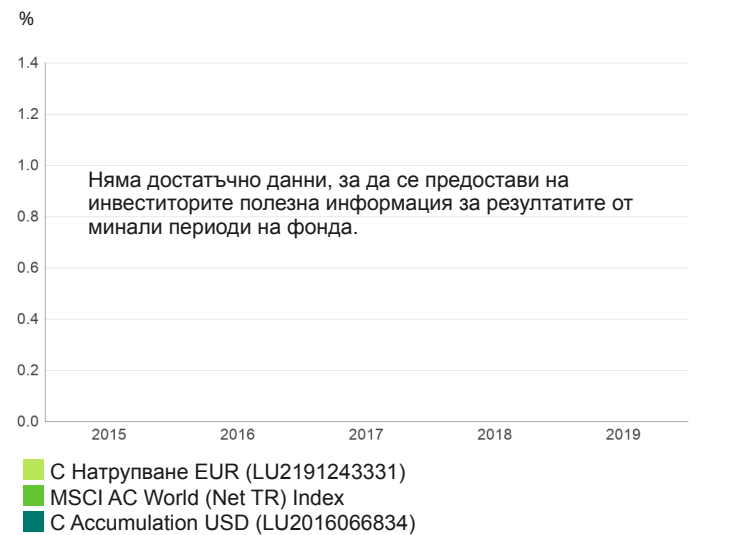 %
1.4
1.2
1.0
Няма достатъчно данни, за да се предостави на
инвеститорите полезна информация за резултатите от
0.8
минали периоди на фонда.
0.6
0.4
0.2
0.0
2015 2016 2017 2018 2019
C Натрупване EUR (LU2191243331)
MSCI AC World (Net TR) Index
C Accumulation USD (LU2016066834)